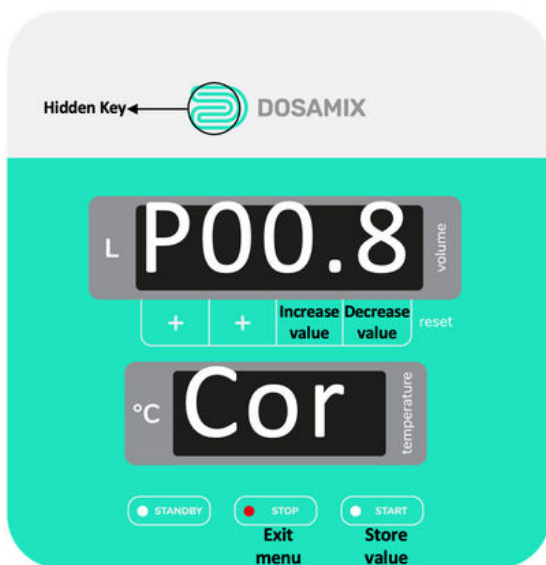 Hidden Key
DOSAMIX
L
P00.8
volume
+ + Increase value Decrease value reset
°C
Cor
temperature
STANDBY STOP START
Exit menu Store value